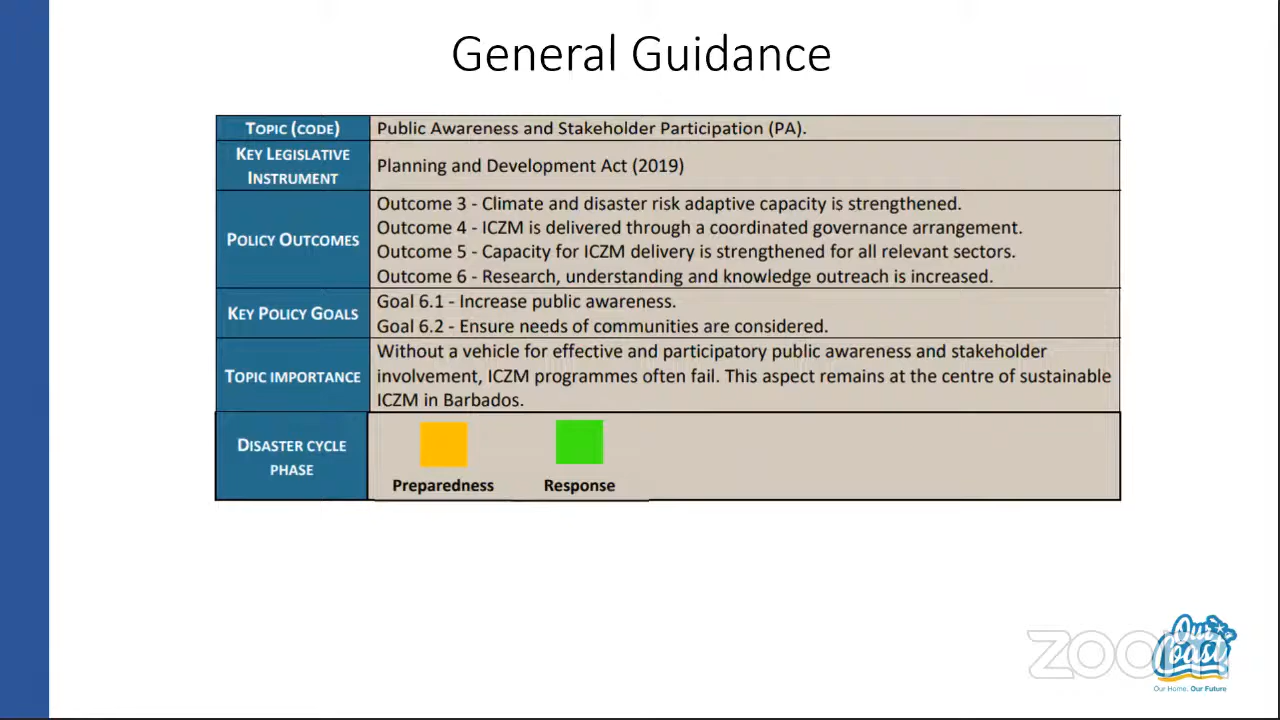 General Guidance
TOPIC (CODE)
Public Awareness and Stakeholder Participation (PA).
KEY LEGISLATIVE
INSTRUMENT
Planning and Development Act (2019)
POLICY OUTCOMES
Outcome 3 - Climate and disaster risk adaptive capacity is strengthened.
Outcome 4 - ICZM is delivered through a coordinated governance arrangement.
Outcome 5 - Capacity for ICZM delivery is strengthened for all relevant sectors.
Outcome 6 - Research, understanding and knowledge outreach is increased.
KEY POLICY GOALS
Goal 6.1 - Increase public awareness.
Goal 6.2 - Ensure needs of communities are considered.
TOPIC IMPORTANCE
Without a vehicle for effective and participatory public awareness and stakeholder
involvement, ICZM programmes often fail. This aspect remains at the centre of sustainable
ICZM in Barbados.
DISASTER CYCLE
PHASE
Preparedness
Response
zoom
Our
Coast
Our Home, Our Future